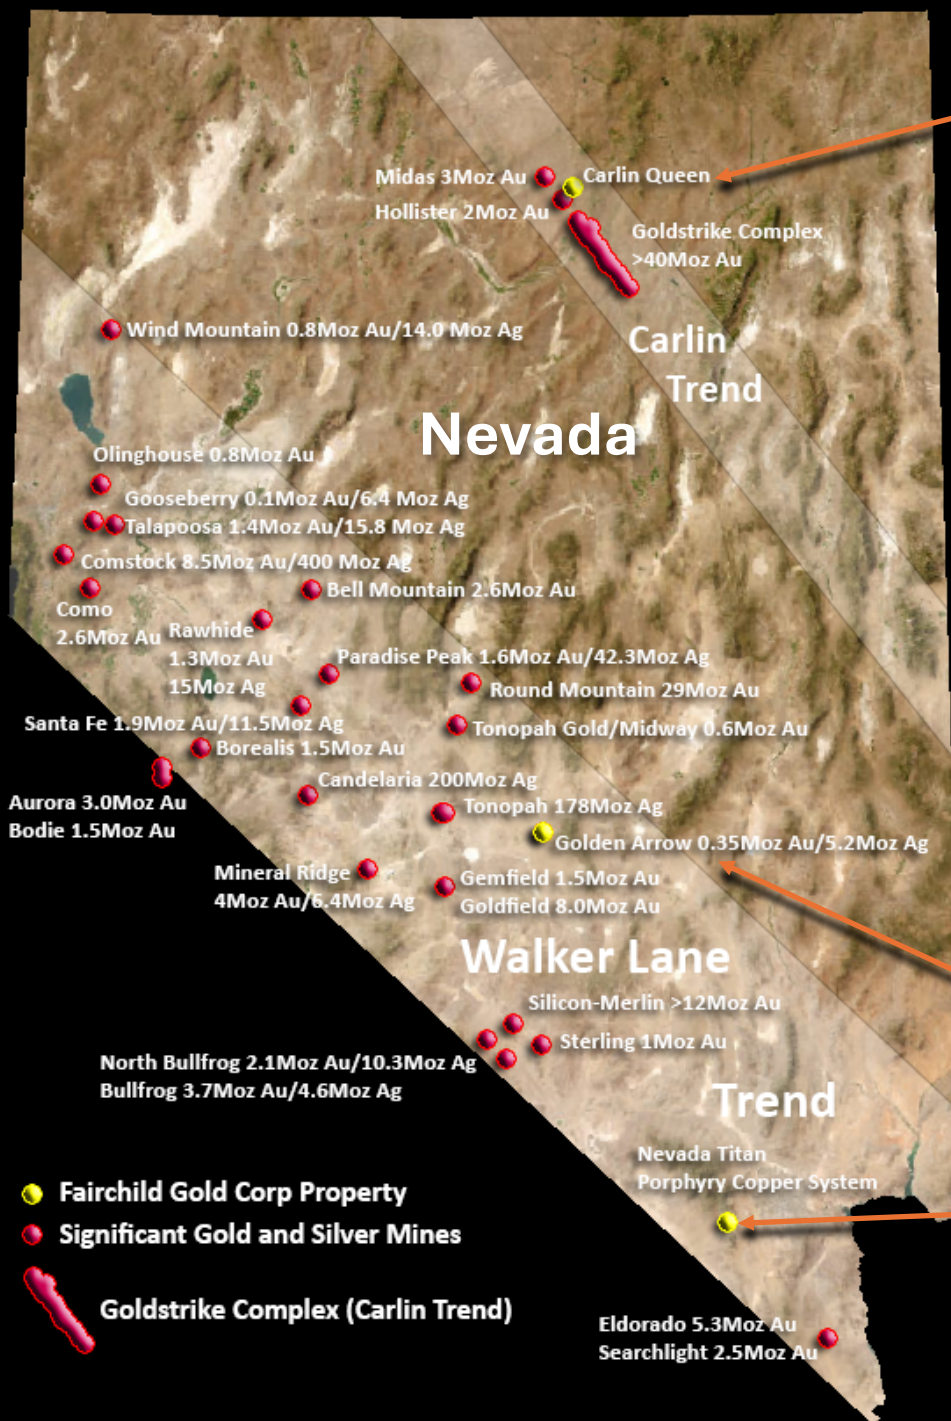 Midas 3Moz Au
Carlin Queen
Hollister 2Moz Au
Goldstrike Complex
>40Moz Au
Wind Mountain 0.8Moz Au/14.0 Moz Ag
Carlin
Trend
Nevada
Olinghouse 0.8Moz Au
Gooseberry 0.1Moz Au/6.4 Moz Ag
Talapoosa 1.4Moz Au/15.8 Moz Ag
Comstock 8.5Moz Au/400 Moz Ag
Bell Mountain 2.6Moz Au
Como
2.6Moz Au
Rawhide
1.3Moz Au
15Moz Ag
Paradise Peak 1.6Moz Au/42.3Moz Ag
Round Mountain 29Moz Au
Santa Fe 1.9Moz Au/11.5Moz Ag
Tonopah Gold/Midway 0.6Moz Au
Borealis 1.5Moz Au
Candelaria 200Moz Ag
Aurora 3.0Moz Au
Bodie 1.5Moz Au
Tonopah 178Moz Ag
Golden Arrow 0.35Moz Au/5.2Moz Ag
Mineral Ridge
4Moz Au/6.4Moz Ag
Gemfield 1.5Moz Au
Goldfield 8.0Moz Au
Walker Lane
Silicon-Merlin >12Moz Au
Sterling 1Moz Au
North Bullfrog 2.1Moz Au/10.3Moz Ag
Bullfrog 3.7Moz Au/4.6Moz Ag
Trend
Nevada Titan
Porphyry Copper System
Fairchild Gold Corp Property
Significant Gold and Silver Mines
Goldstrike Complex (Carlin Trend)
Eldorado 5.3Moz Au
Searchlight 2.5Moz Au